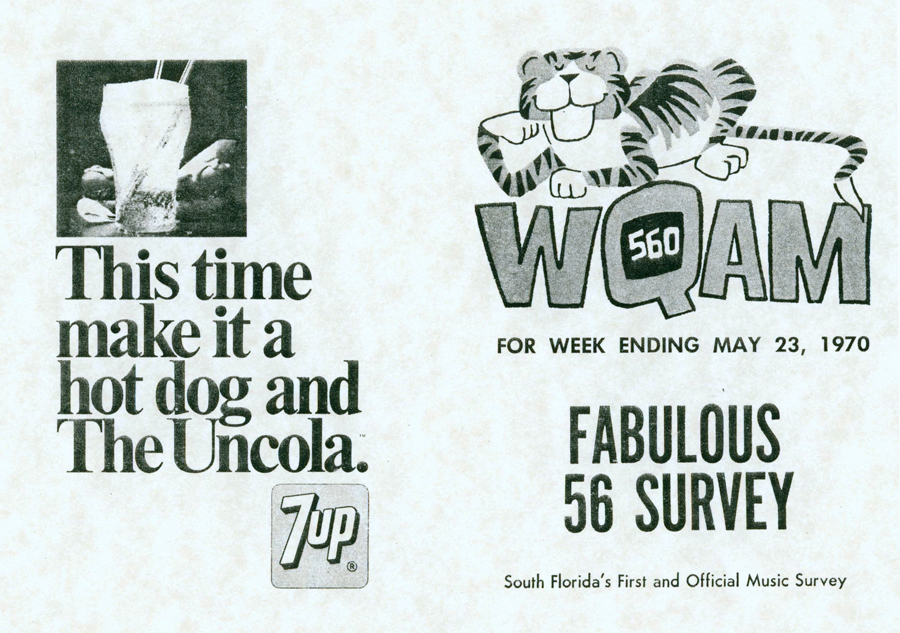 This time
make it a
hot dog and
The Uncola.™
7up®
WQAM
560
FOR WEEK ENDING MAY 23, 1970
FABULOUS
56 SURVEY
South Florida's First and Official Music Survey